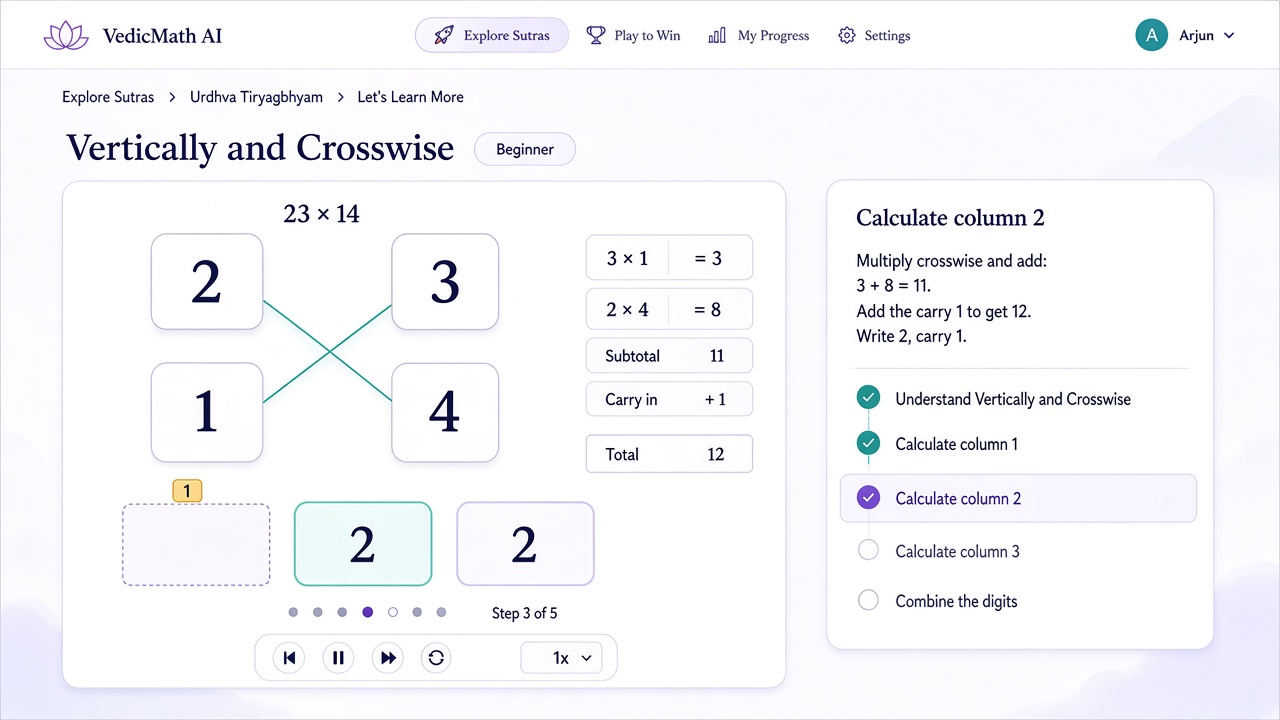 VedicMath AI
Explore Sutras
Play to Win
My Progress
Settings
A
Arjun
Explore Sutras > Urdhva Tiryagbhyam > Let's Learn More
Vertically and Crosswise
Beginner
23 × 14
2
3
1
4
3 × 1 = 3
2 × 4 = 8
Subtotal 11
Carry in + 1
Total 12
1
2
2
Step 3 of 5
1x
Calculate column 2
Multiply crosswise and add:
3 + 8 = 11.
Add the carry 1 to get 12.
Write 2, carry 1.
Understand Vertically and Crosswise
Calculate column 1
Calculate column 2
Calculate column 3
Combine the digits